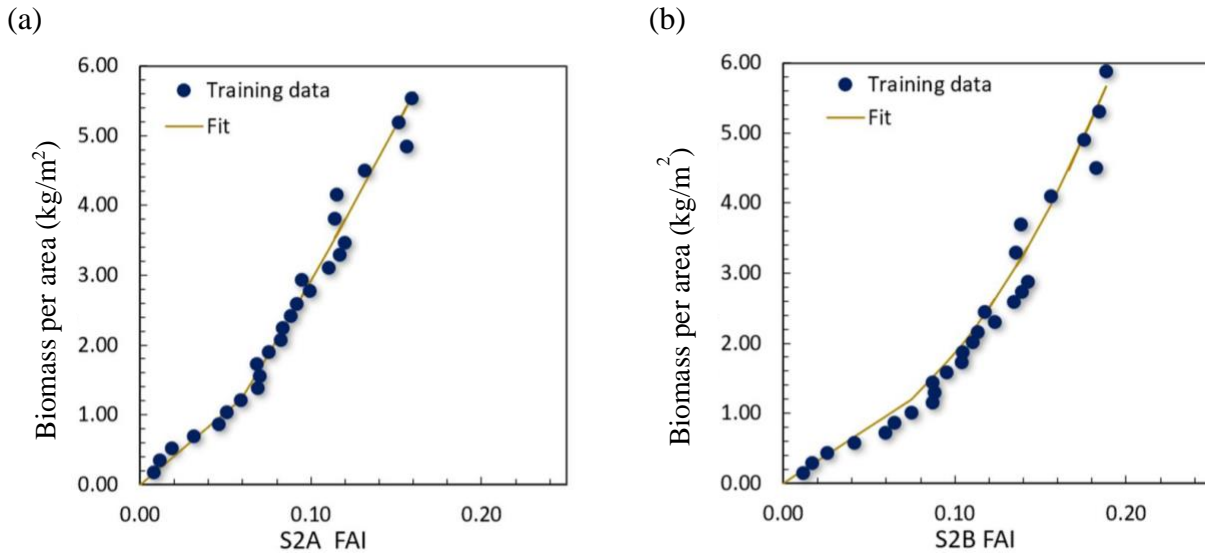 (a)
6.00
5.00
4.00
3.00
2.00
1.00
0.00
Biomass per area (kg/m²)
Training data
Fit
0.00 0.10 0.20
S2A FAI
(b)
6.00
5.00
4.00
3.00
2.00
1.00
0.00
Biomass per area (kg/m²)
Training data
Fit
0.00 0.10 0.20
S2B FAI